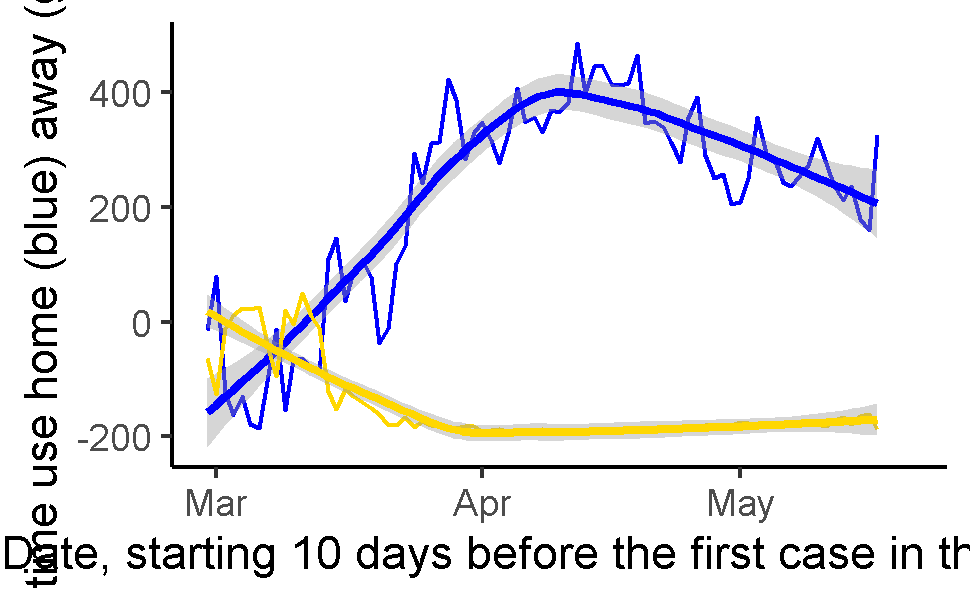 time use home (blue) away (
400
200
0
-200
Mar Apr May
Date, starting 10 days before the first case in th